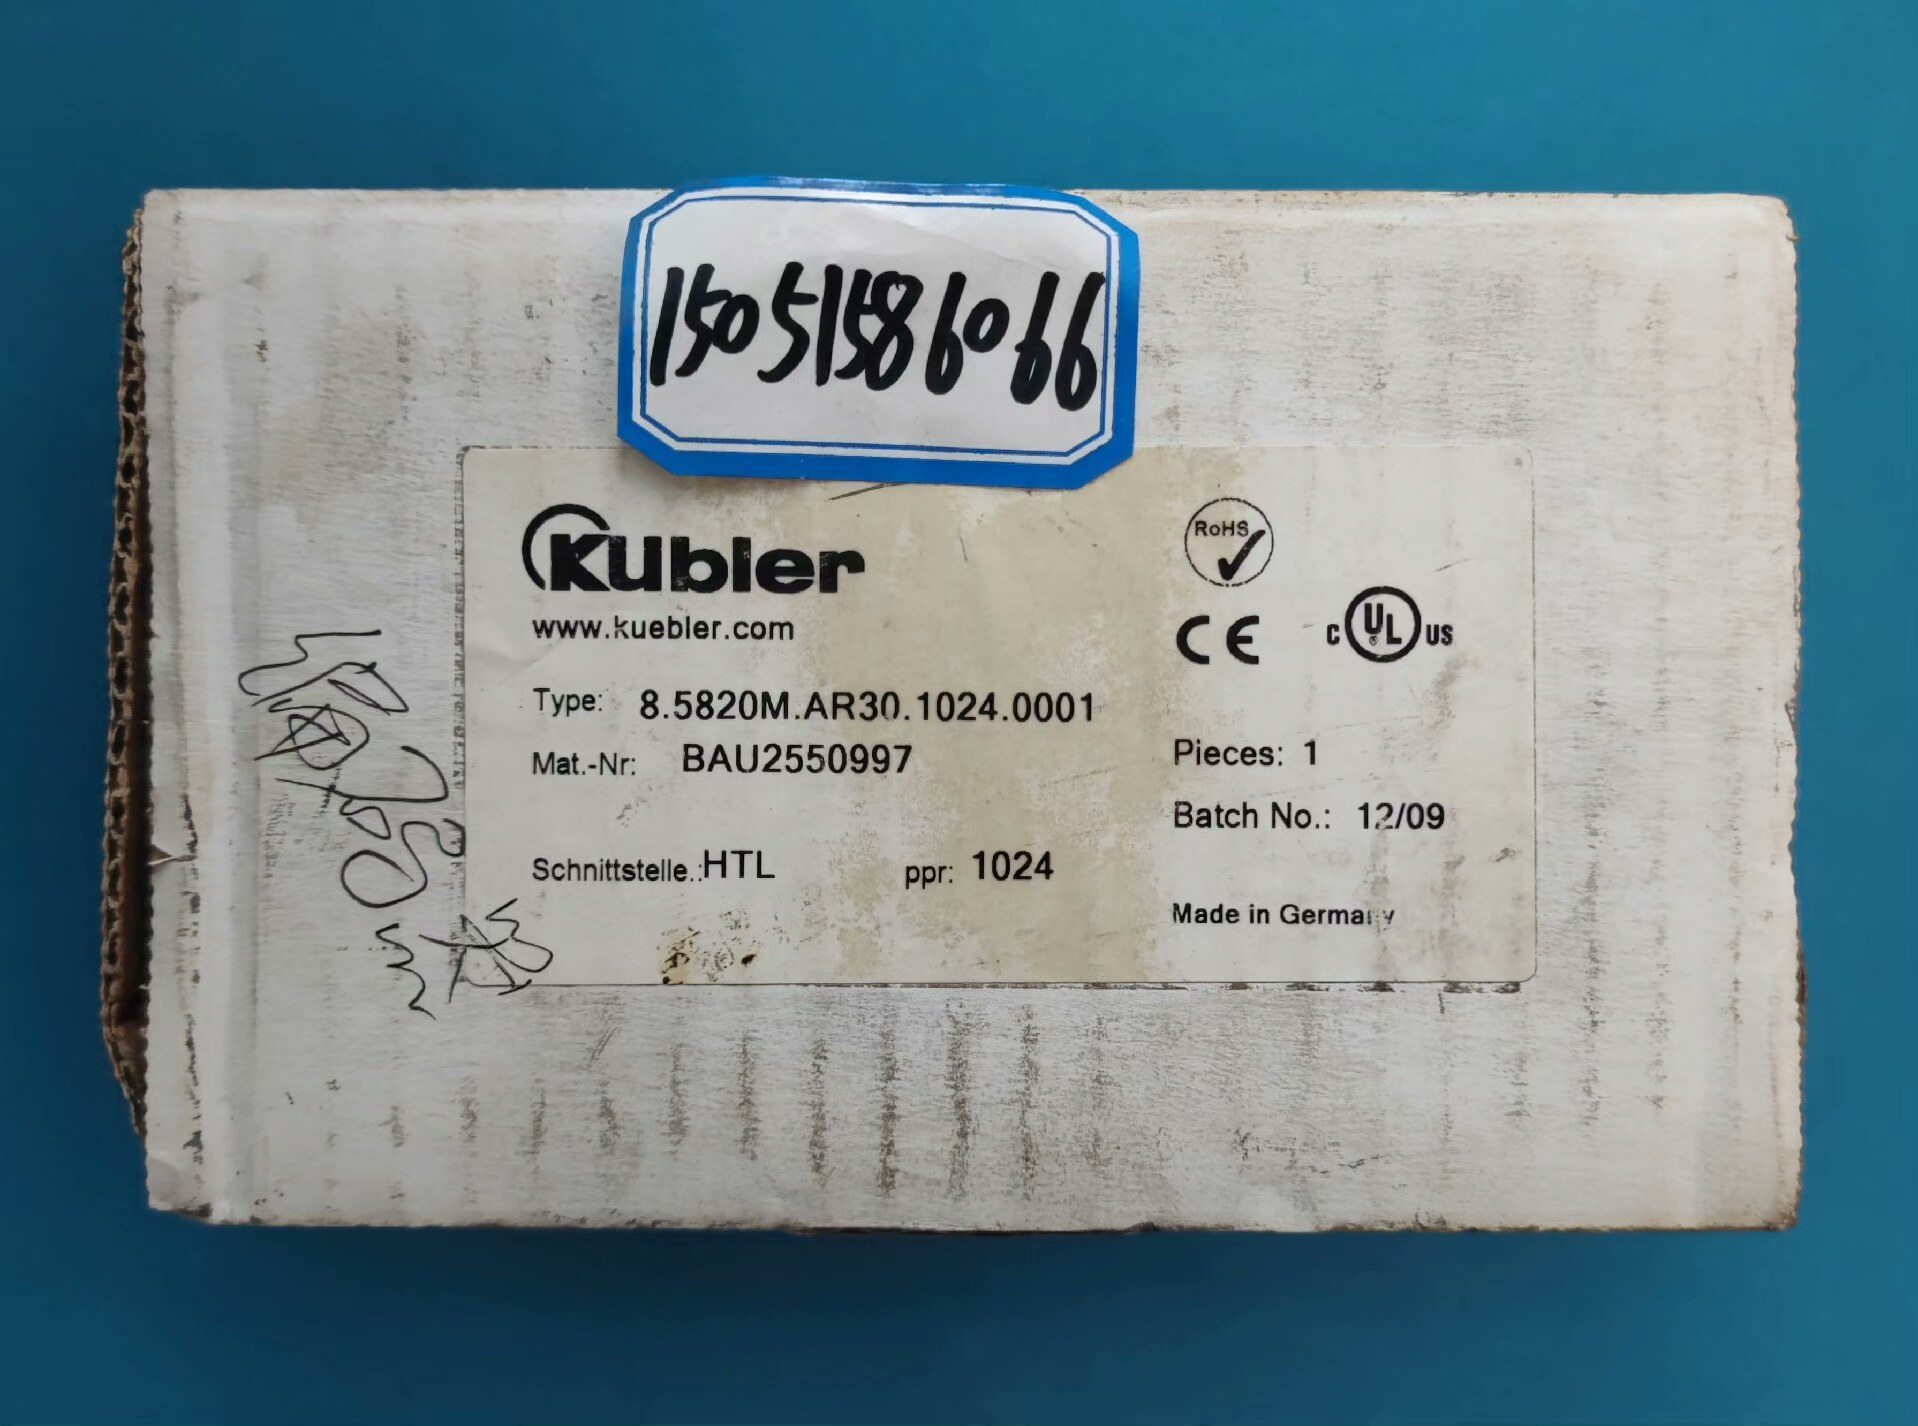 15051586066
Kübler
www.kuebler.com
RoHS
CE
C UL US
Type: 8.5820M.AR30.1024.0001
Mat.-Nr: BAU2550997
Pieces: 1
Batch No.: 12/09
Schnittstelle.: HTL ppr: 1024
Made in Germany